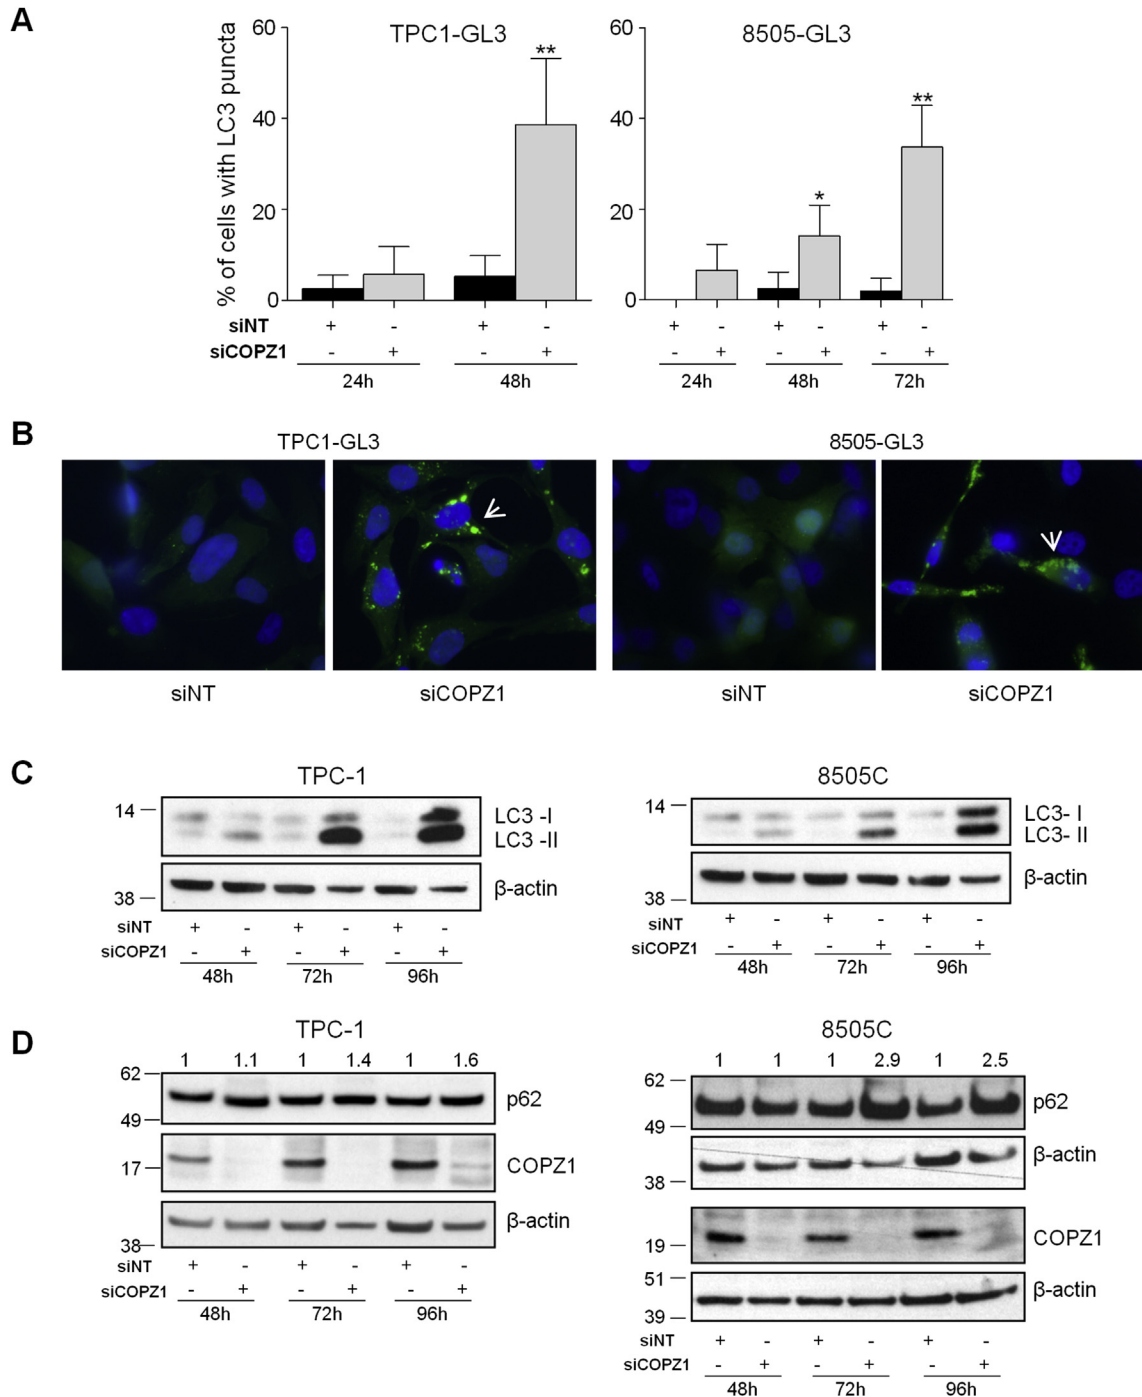 A
TPC1-GL3
8505-GL3
% of cells with LC3 puncta
60
40
20
0
**
60
40
20
0
*
**
siNT + - + - + - + - + -
siCOPZ1 - + - + - + - + - +
24h 48h 24h 48h 72h
B
TPC1-GL3 8505-GL3
siNT siCOPZ1 siNT siCOPZ1
C
TPC-1
14
LC3 -I
LC3 -II
β-actin
38
siNT + - + - + -
siCOPZ1 - + - + - +
48h 72h 96h
8505C
14
LC3- I
LC3- II
β-actin
38
siNT + - + - + -
siCOPZ1 - + - + - +
48h 72h 96h
D
TPC-1
1 1.1 1 1.4 1 1.6
62
p62
49
17
COPZ1
β-actin
38
siNT + - + - + -
siCOPZ1 - + - + - +
48h 72h 96h
8505C
1 1 1 2.9 1 2.5
62
p62
49
β-actin
38
COPZ1
19
51
β-actin
39
siNT + - + - + -
siCOPZ1 - + - + - +
48h 72h 96h